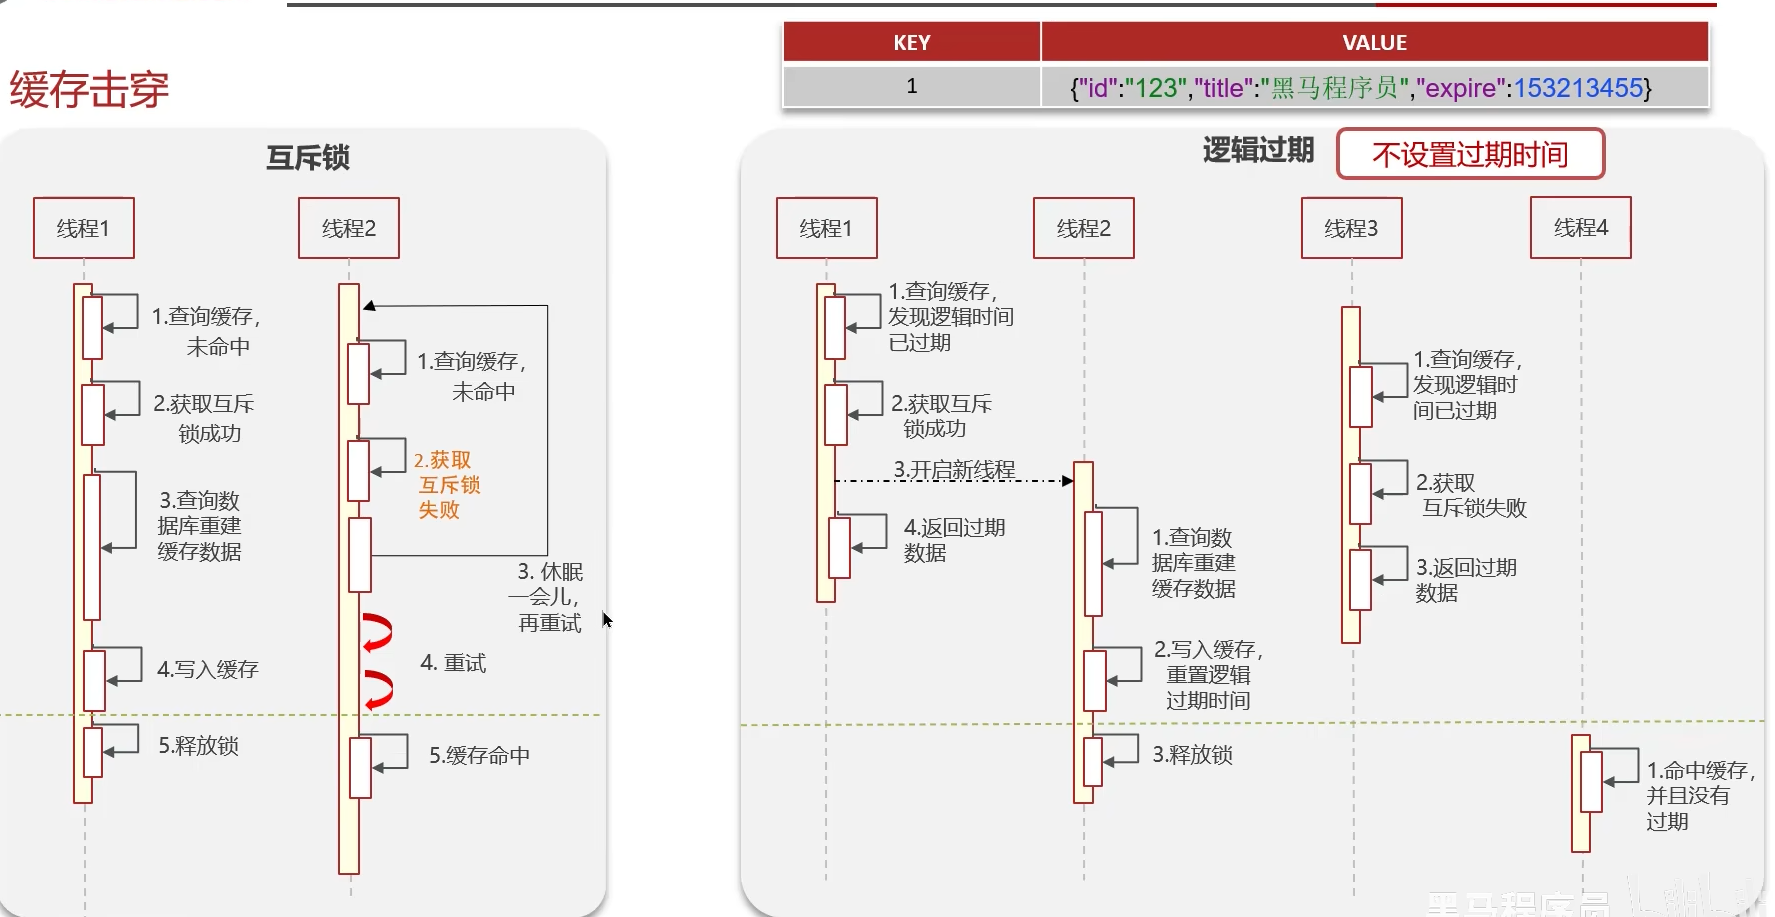 KEY
VALUE
1
{"id":"123","title":"黑马程序员","expire":153213455}
缓存击穿
互斥锁
线程1
线程2
1.查询缓存，
未命中
2.获取互斥
锁成功
3.查询数
据库重建
缓存数据
4.写入缓存
5.释放锁
1.查询缓存，
未命中
2.获取
互斥锁
失败
3. 休眠
一会儿，
再重试
4. 重试
5.缓存命中
逻辑过期
不设置过期时间
线程1
线程2
线程3
线程4
1.查询缓存，
发现逻辑时间
已过期
2.获取互斥
锁成功
3.开启新线程
4.返回过期
数据
1.查询数
据库重建
缓存数据
2.写入缓存，
重置逻辑
过期时间
3.释放锁
1.查询缓存，
发现逻辑时
间已过期
2.获取
互斥锁失败
3.返回过期
数据
1.命中缓存，
并且没有
过期
黑马程序员